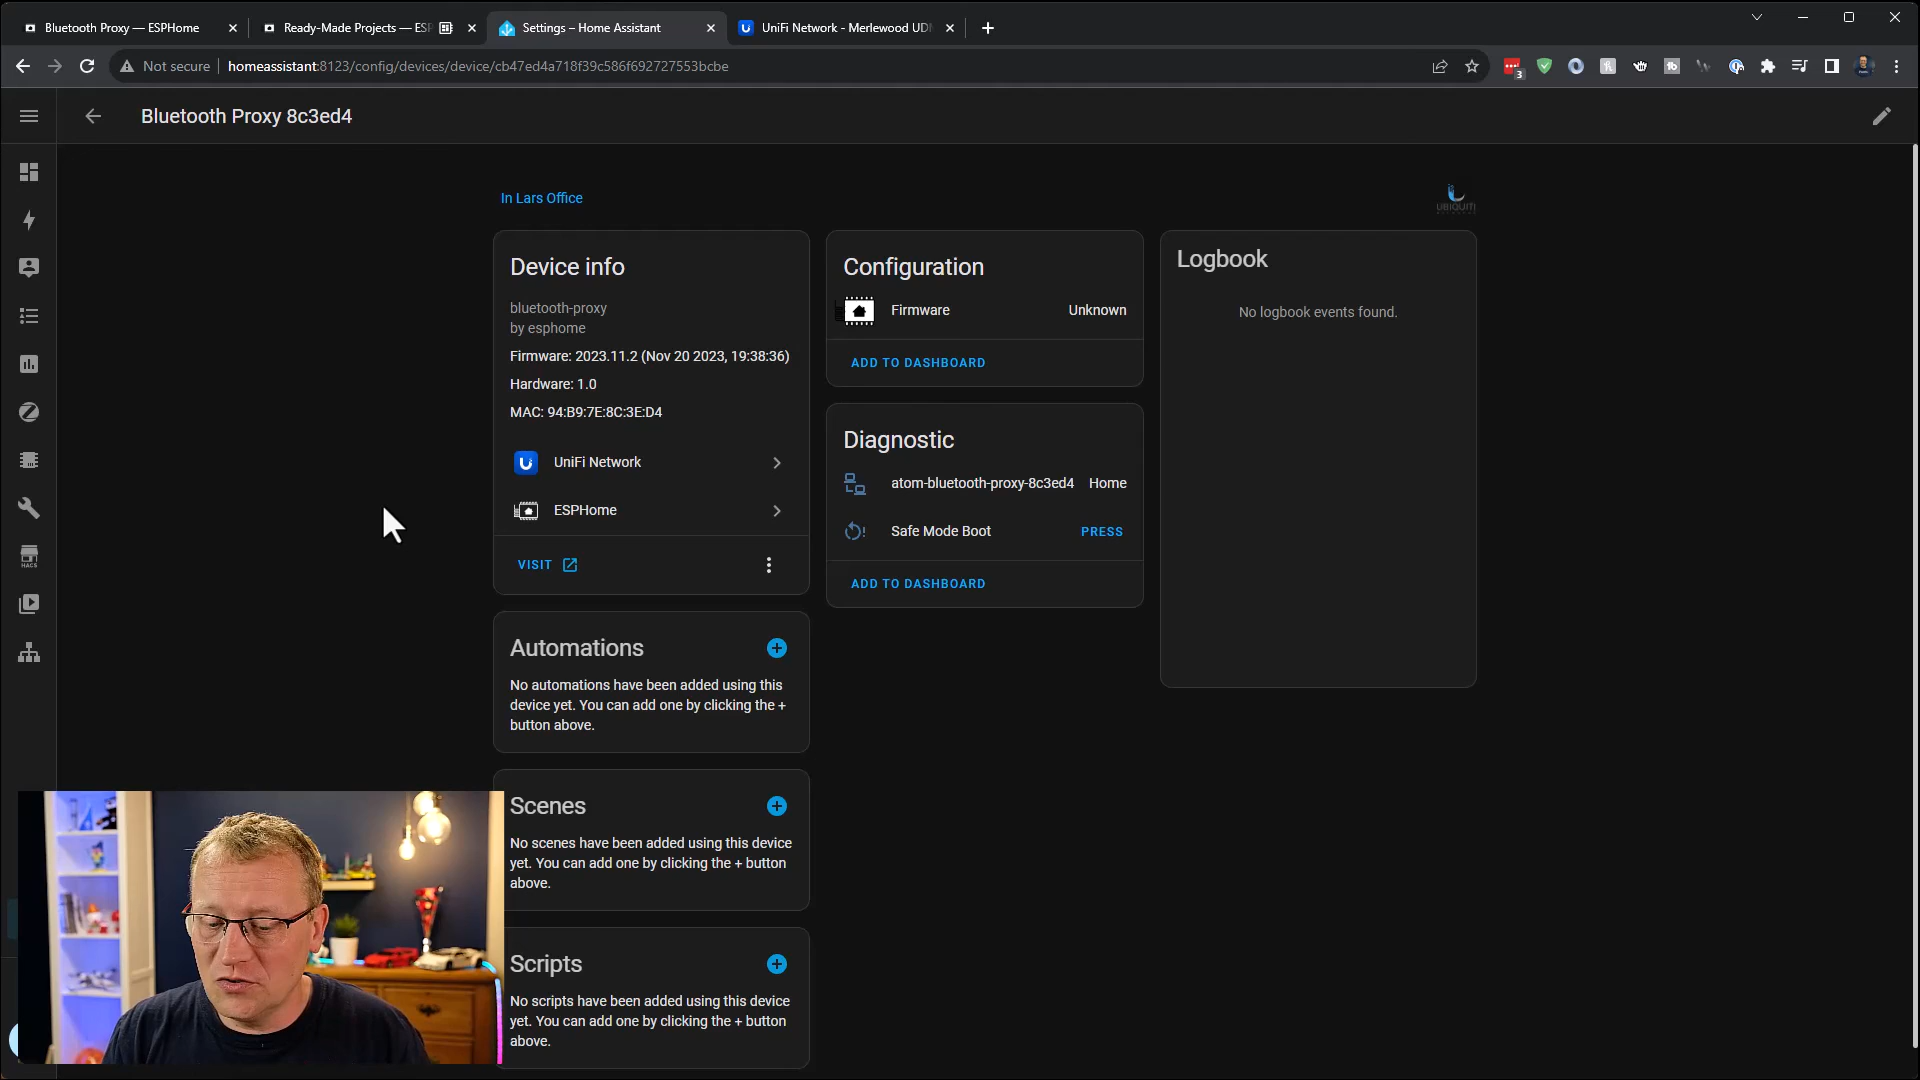 Bluetooth Proxy — ESPHome
Ready-Made Projects — ESP
Settings – Home Assistant
UniFi Network - Merlewood UDM
Not secure
homeassistant:8123/config/devices/device/cb47ed4a718f39c586f692727553bcbe
3
Bluetooth Proxy 8c3ed4
In Lars Office
UBIQUITI
Device info
bluetooth-proxy
by esphome
Firmware: 2023.11.2 (Nov 20 2023, 19:38:36)
Hardware: 1.0
MAC: 94:B9:7E:8C:3E:D4
UniFi Network
ESPHome
VISIT
Automations
No automations have been added using this
device yet. You can add one by clicking the +
button above.
Scenes
No scenes have been added using this device
yet. You can add one by clicking the + button
above.
Scripts
No scripts have been added using this device
yet. You can add one by clicking the + button
above.
Configuration
Firmware Unknown
ADD TO DASHBOARD
Diagnostic
atom-bluetooth-proxy-8c3ed4 Home
Safe Mode Boot PRESS
ADD TO DASHBOARD
Logbook
No logbook events found.
HACS